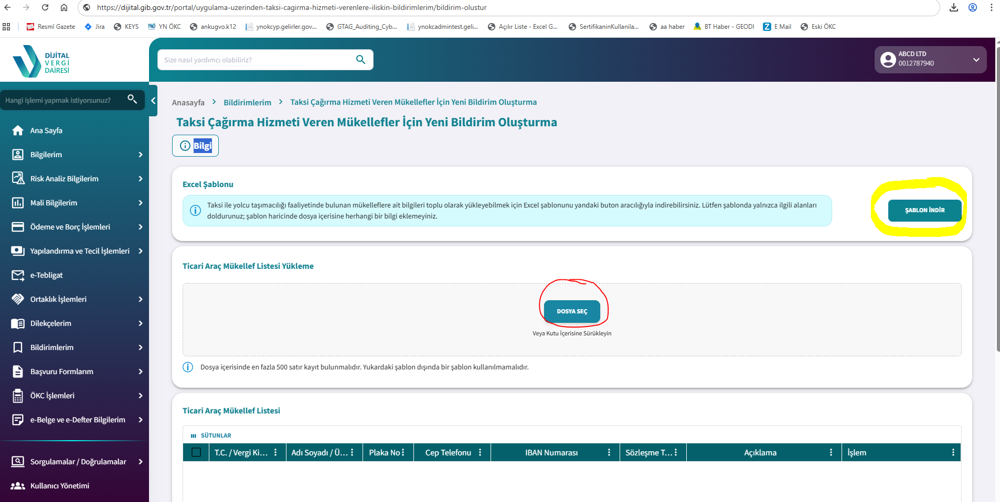 https://dijital.gib.gov.tr/portal/uygulama-uzerinden-taksi-cagirma-hizmeti-verenlere-iliskin-bildirimlerim/bildirim-olustur
Resmî Gazete
Jira
KEYS
YN ÖKC
ankugvo.k12
ynokcyp.gelirler.gov...
GTAG_Auditing_Cyb...
ynokcadmintest.geli...
Açılır Liste - Excel G...
SertifikaninKullanila...
aa haber
BT Haber - GEODI
E Mail
Eski ÖKC
DİJİTAL
VERGİ
DAİRESİ
Size nasıl yardımcı olabiliriz?
ABCD LTD
0012787940
Hangi işlemi yapmak istiyorsunuz?
Ana Sayfa
Bilgilerim
Risk Analiz Bilgilerim
Mali Bilgilerim
Ödeme ve Borç İşlemleri
Yapılandırma ve Tecil İşlemleri
e-Tebligat
Ortaklık İşlemleri
Dilekçelerim
Bildirimlerim
Başvuru Formlarım
ÖKC İşlemleri
e-Belge ve e-Defter Bilgilerim
Sorgulamalar / Doğrulamalar
Kullanıcı Yönetimi
Anasayfa > Bildirimlerim > Taksi Çağırma Hizmeti Veren Mükellefler İçin Yeni Bildirim Oluşturma
Taksi Çağırma Hizmeti Veren Mükellefler İçin Yeni Bildirim Oluşturma
Bilgi
Excel Şablonu
Taksi ile yolcu taşımacılığı faaliyetinde bulunan mükelleflere ait bilgileri toplu olarak yükleyebilmek için Excel şablonunu yandaki buton aracılığıyla indirebilirsiniz. Lütfen şablonda yalnızca ilgili alanları
doldurunuz; şablon haricinde dosya içerisine herhangi bir bilgi eklemeyiniz.
ŞABLON İNDİR
Ticari Araç Mükellef Listesi Yükleme
DOSYA SEÇ
Veya Kutu İçerisine Sürükleyin
Dosya içerisinde en fazla 500 satır kayıt bulunmalıdır. Yukardaki şablon dışında bir şablon kullanılmamalıdır.
Ticari Araç Mükellef Listesi
SÜTUNLAR
T.C. / Vergi Ki...
Adı Soyadı / Ü...
Plaka No
Cep Telefonu
IBAN Numarası
Sözleşme T...
Açıklama
İşlem